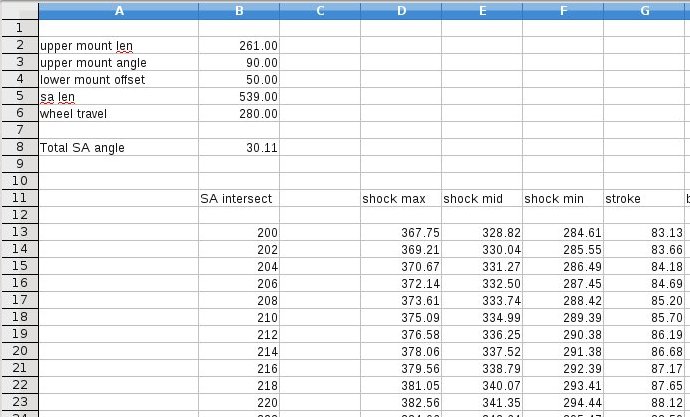 A B C D E F G
1
2 upper mount len 261.00
3 upper mount angle 90.00
4 lower mount offset 50.00
5 sa len 539.00
6 wheel travel 280.00
7
8 Total SA angle 30.11
9
10
11 SA intersect shock max shock mid shock min stroke
12
13 200 367.75 328.82 284.61 83.13
14 202 369.21 330.04 285.55 83.66
15 204 370.67 331.27 286.49 84.18
16 206 372.14 332.50 287.45 84.69
17 208 373.61 333.74 288.42 85.20
18 210 375.09 334.99 289.39 85.70
19 212 376.58 336.25 290.38 86.19
20 214 378.06 337.52 291.38 86.68
21 216 379.56 338.79 292.39 87.17
22 218 381.05 340.07 293.41 87.65
23 220 382.56 341.35 294.44 88.12